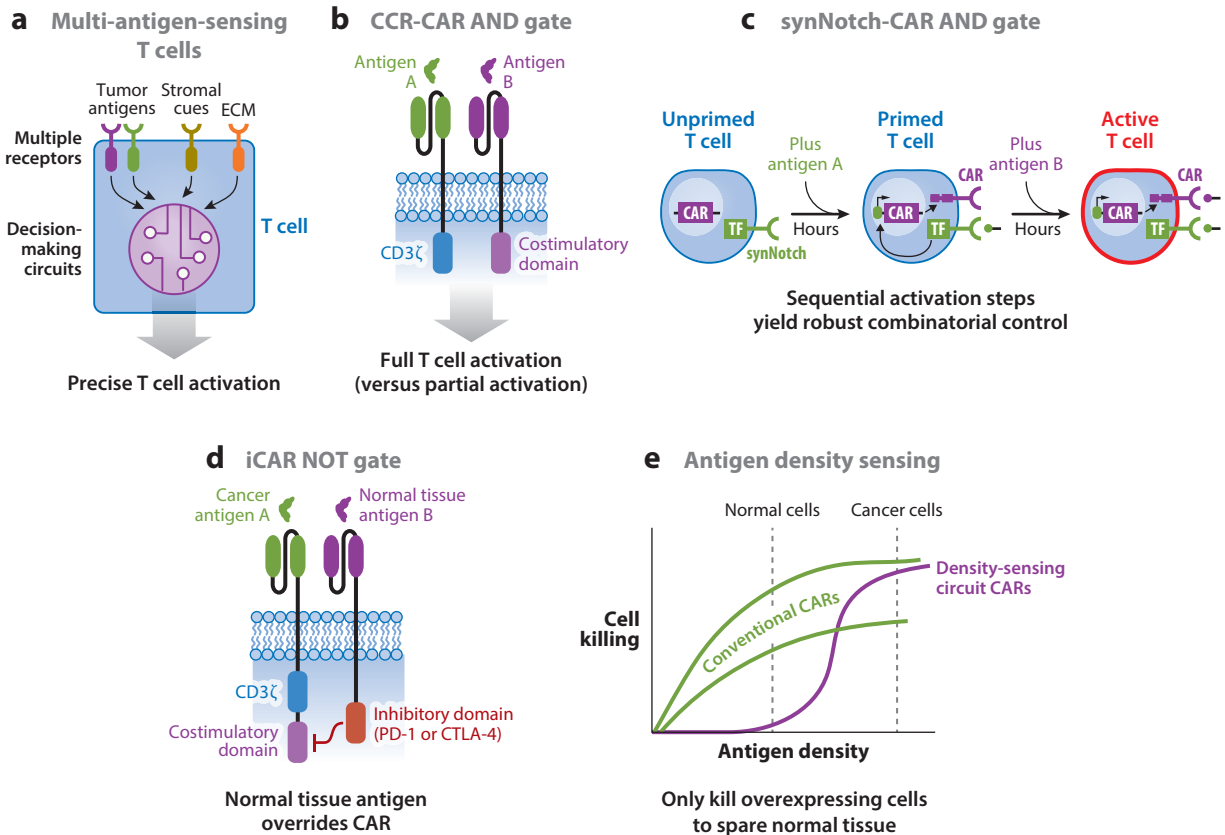 a Multi-antigen-sensing
T cells
Tumor
antigens
Stromal
cues
ECM
Multiple
receptors
Decision-
making
circuits
T cell
Precise T cell activation
b CCR-CAR AND gate
Antigen
A
Antigen
B
CD3ζ
Costimulatory
domain
Full T cell activation
(versus partial activation)
c synNotch-CAR AND gate
Unprimed
T cell
CAR
TF
synNotch
Plus
antigen A
Hours
Primed
T cell
CAR
CAR
TF
Plus
antigen B
Hours
Active
T cell
CAR
CAR
TF
Sequential activation steps
yield robust combinatorial control
d iCAR NOT gate
Cancer
antigen A
Normal tissue
antigen B
CD3ζ
Costimulatory
domain
Inhibitory domain
(PD-1 or CTLA-4)
Normal tissue antigen
overrides CAR
e Antigen density sensing
Normal cells
Cancer cells
Cell
killing
Conventional CARs
Density-sensing
circuit CARs
Antigen density
Only kill overexpressing cells
to spare normal tissue